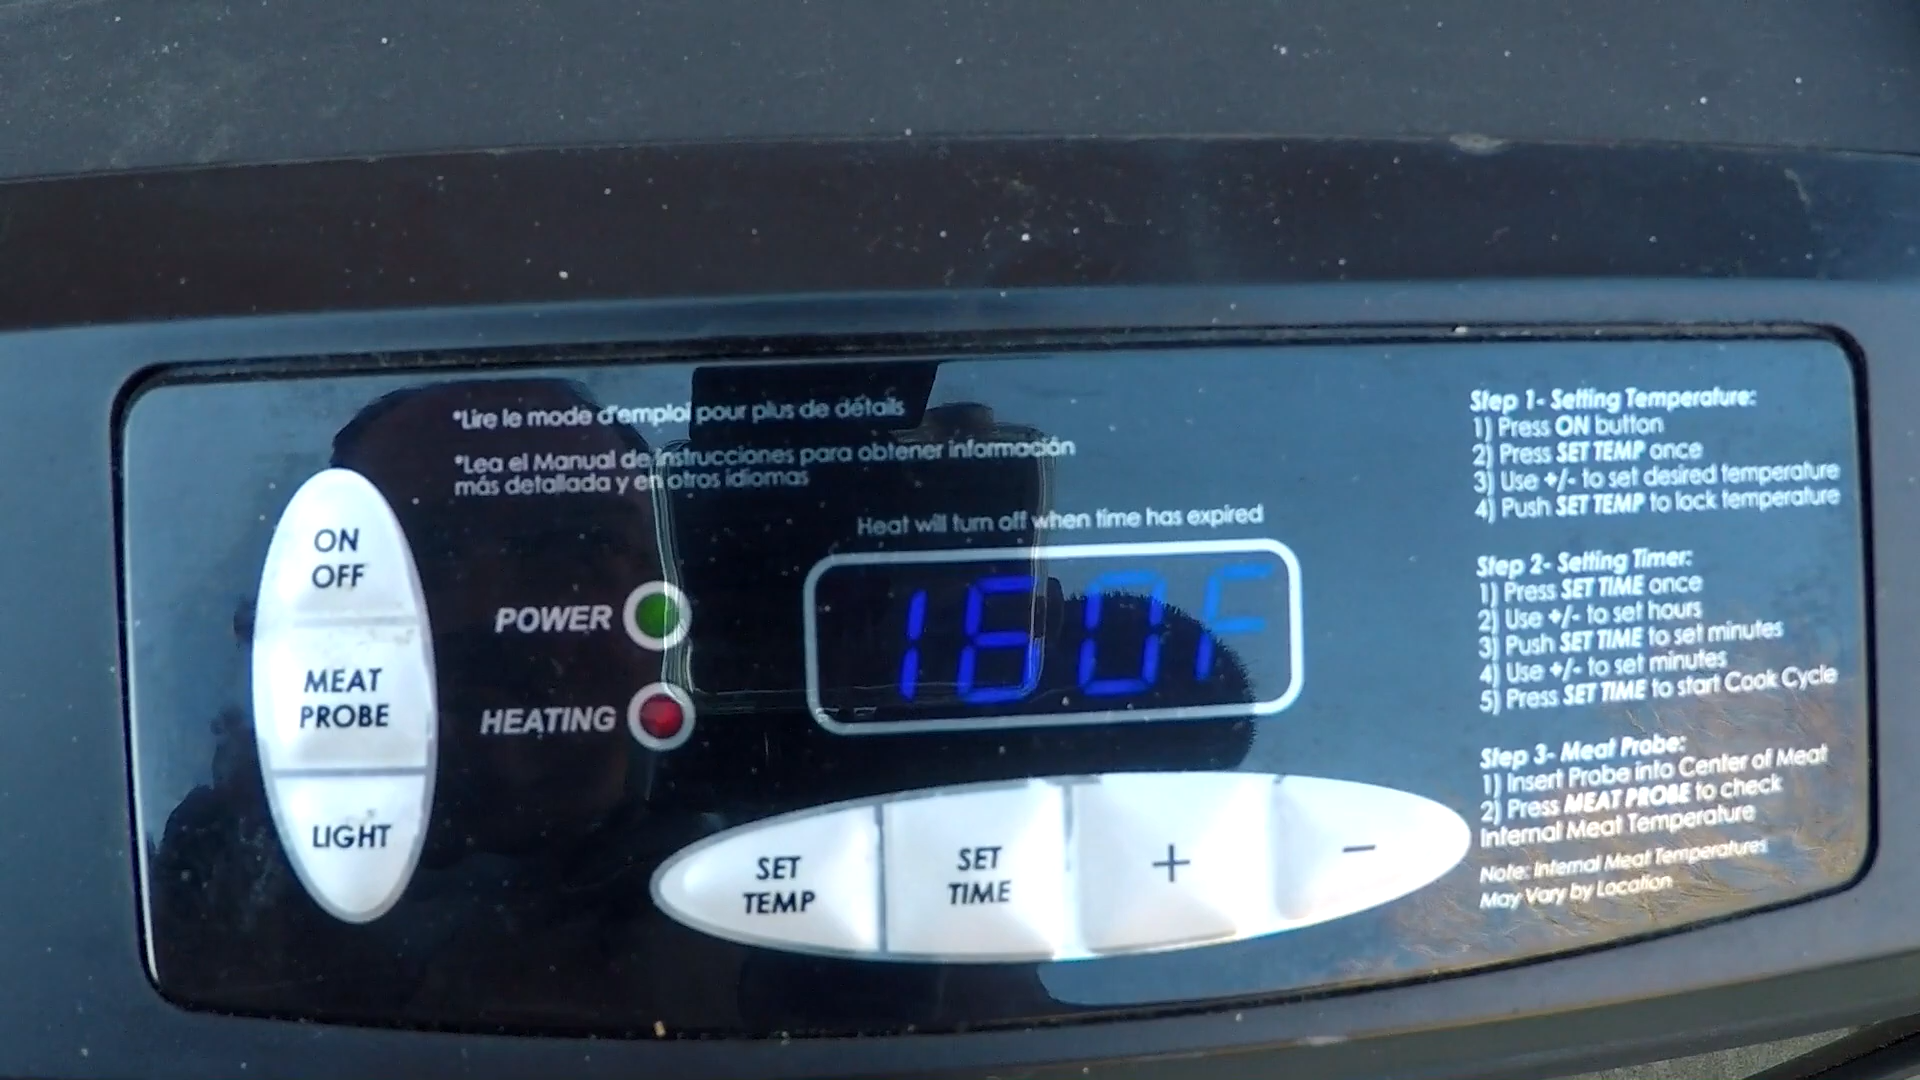 *Lire le mode d'emploi pour plus de détails
*Lea el Manual de Instrucciones para obtener información
más detallada y en otros idiomas
Heat will turn off when time has expired
160F
ON
OFF
MEAT
PROBE
LIGHT
POWER
HEATING
SET
TEMP
SET
TIME
+
-
Step 1- Setting Temperature:
1) Press ON button
2) Press SET TEMP once
3) Use +/- to set desired temperature
4) Push SET TEMP to lock temperature
Step 2- Setting Timer:
1) Press SET TIME once
2) Use +/- to set hours
3) Push SET TIME to set minutes
4) Use +/- to set minutes
5) Press SET TIME to start Cook Cycle
Step 3- Meat Probe:
1) Insert Probe into Center of Meat
2) Press MEAT PROBE to check
Internal Meat Temperature
Note: Internal Meat Temperatures
May Vary by Location